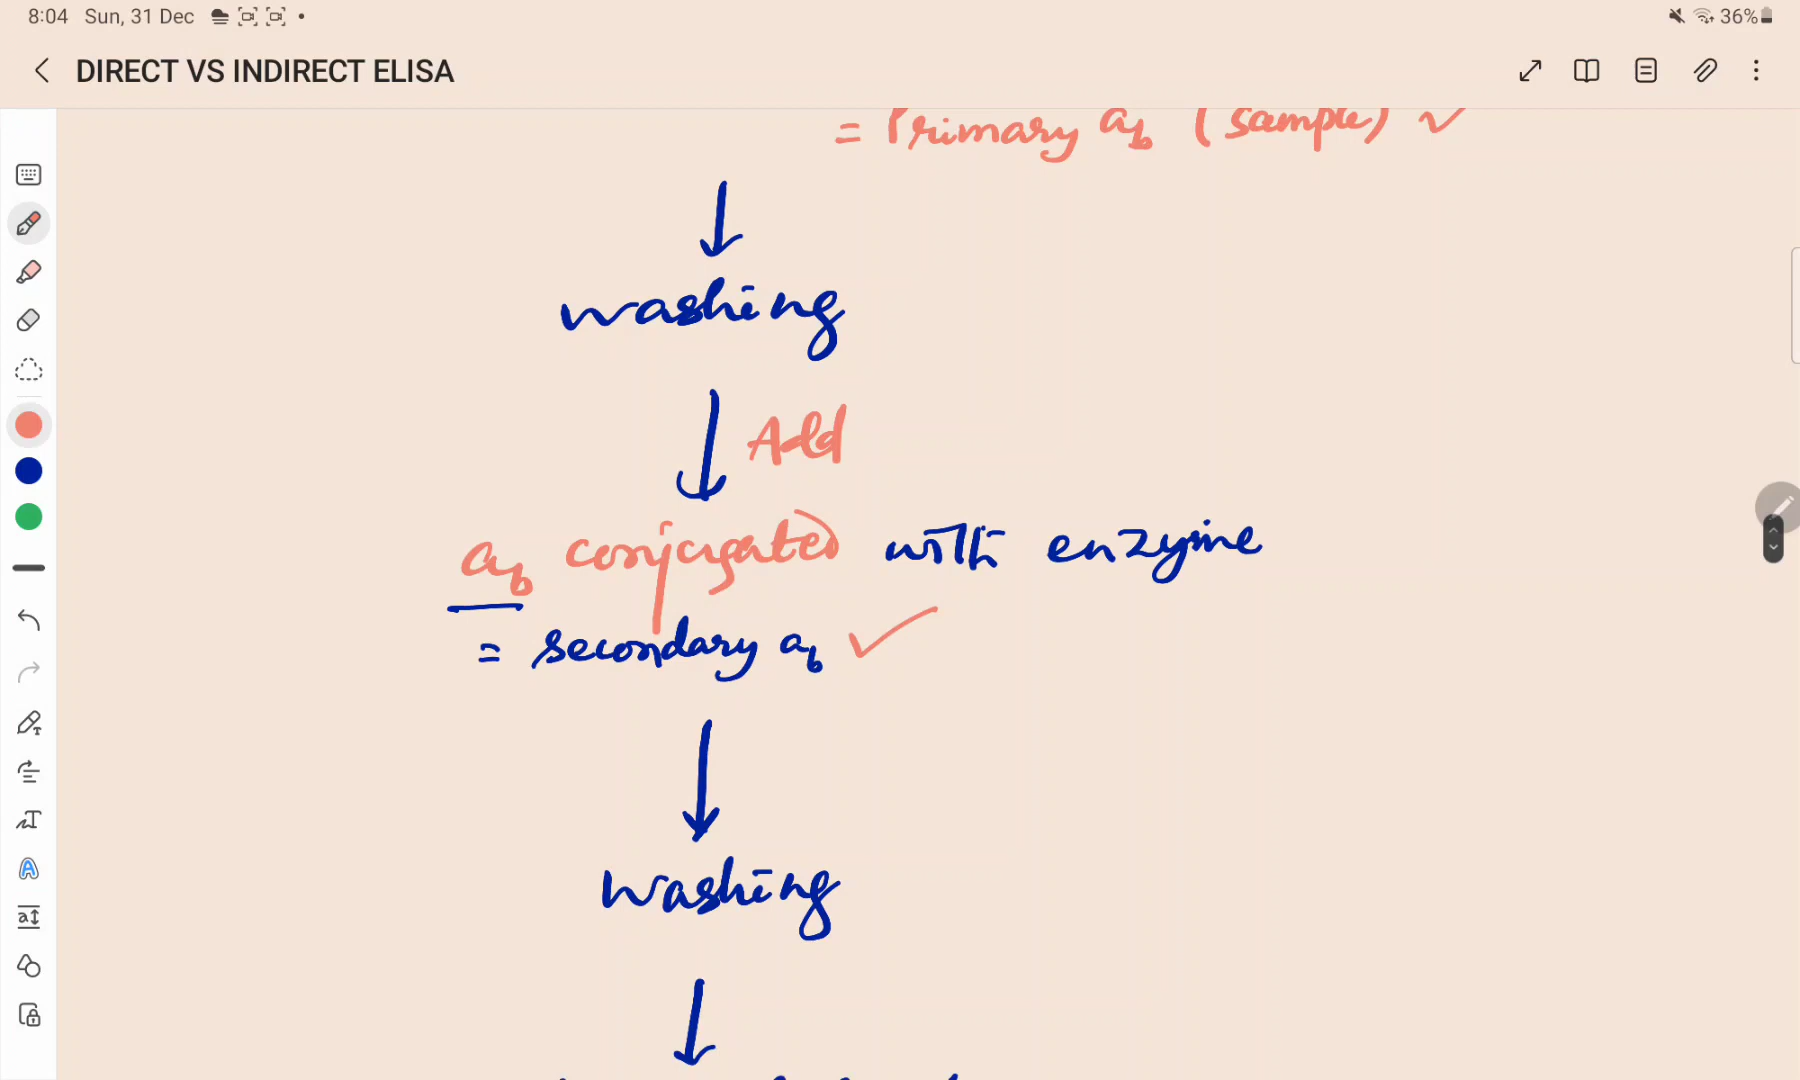 8:04 Sun, 31 Dec
36%
DIRECT VS INDIRECT ELISA
= Primary ab (sample) ✓
↓
washing
↓ Add
ab conjugated with enzyme
= secondary ab ✓
↓
washing
↓